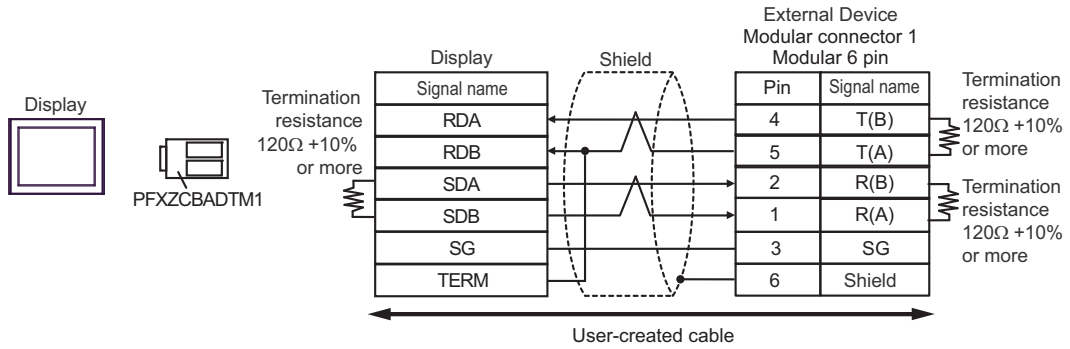 External Device
Modular connector 1
Modular 6 pin
Display
Shield
Display
PFXZCBADTM1
Termination
resistance
120Ω +10%
or more
Signal name
RDA
RDB
SDA
SDB
SG
TERM
Pin Signal name
4 T(B)
5 T(A)
2 R(B)
1 R(A)
3 SG
6 Shield
Termination
resistance
120Ω +10%
or more
Termination
resistance
120Ω +10%
or more
User-created cable